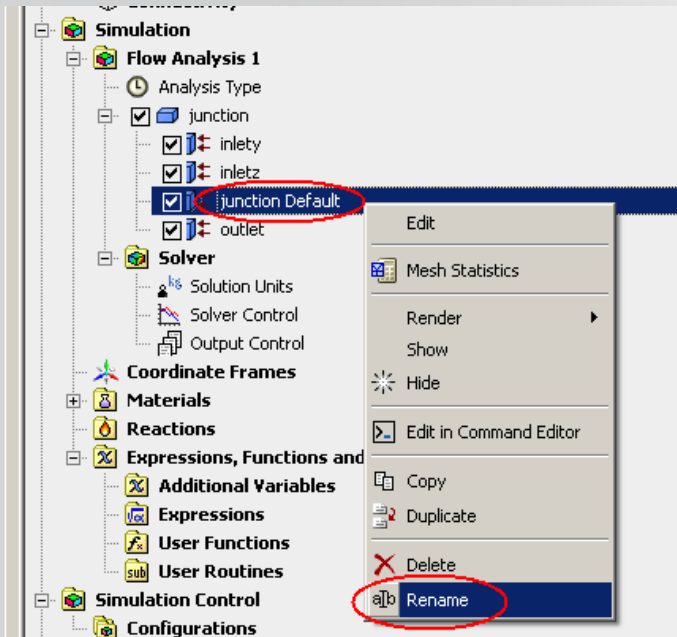 Simulation
Flow Analysis 1
Analysis Type
junction
inlety
inletz
junction Default
outlet
Solver
Solution Units
Solver Control
Output Control
Coordinate Frames
Materials
Reactions
Expressions, Functions and
Additional Variables
Expressions
User Functions
User Routines
Simulation Control
Configurations
Edit
Mesh Statistics
Render
Show
Hide
Edit in Command Editor
Copy
Duplicate
Delete
Rename